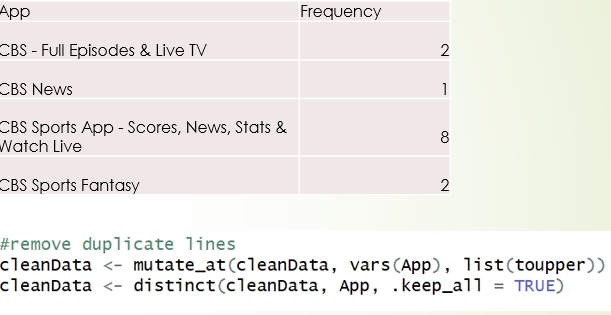 App Frequency
CBS - Full Episodes & Live TV 2
CBS News 1
CBS Sports App - Scores, News, Stats &
Watch Live 8
CBS Sports Fantasy 2
#remove duplicate lines
cleanData <- mutate_at(cleanData, vars(App), list(toupper))
cleanData <- distinct(cleanData, App, .keep_all = TRUE)